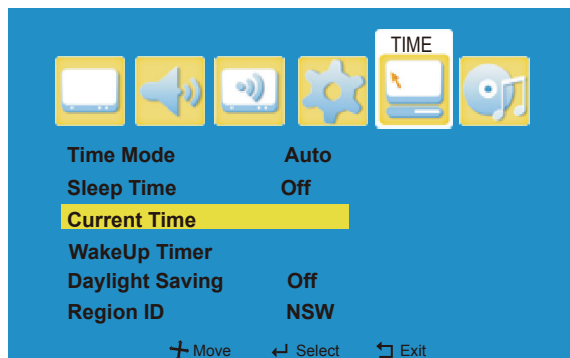 TIME
Time Mode Auto
Sleep Time Off
Current Time
WakeUp Timer
Daylight Saving Off
Region ID NSW
Move Select Exit